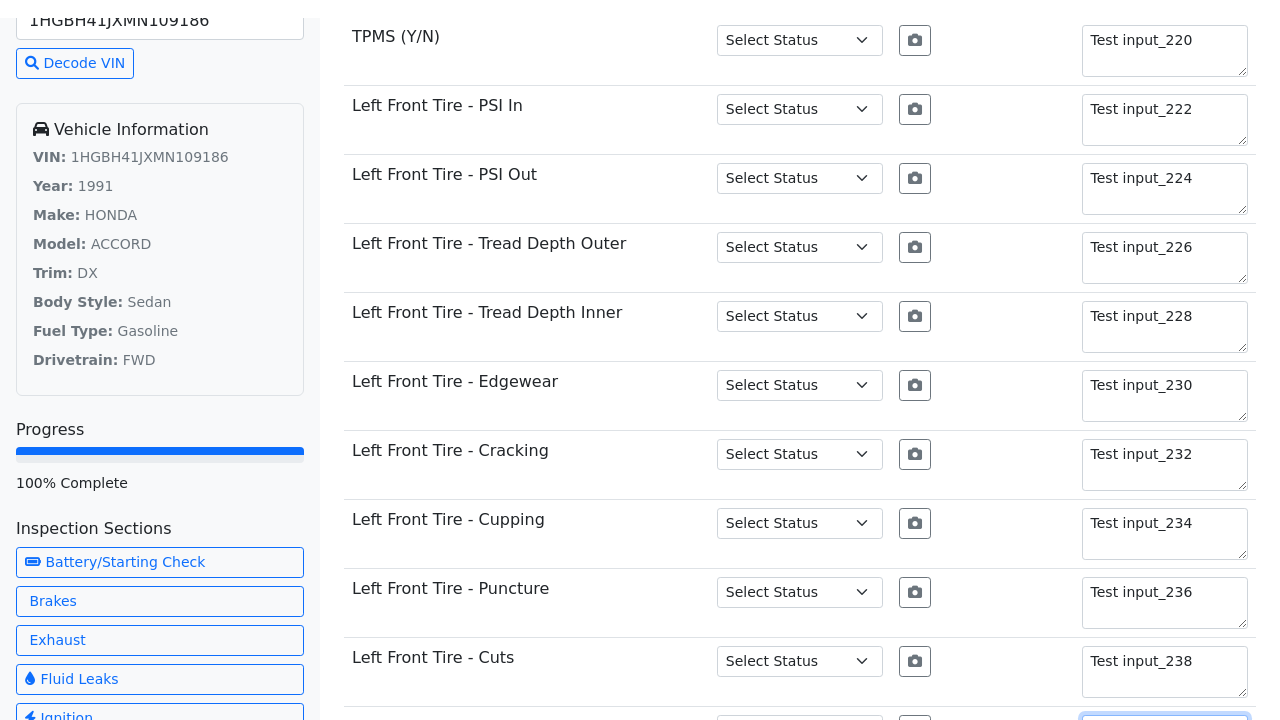 1HGBH41JXMN109186
Decode VIN
Vehicle Information
VIN: 1HGBH41JXMN109186
Year: 1991
Make: HONDA
Model: ACCORD
Trim: DX
Body Style: Sedan
Fuel Type: Gasoline
Drivetrain: FWD
Progress
100% Complete
Inspection Sections
Battery/Starting Check
Brakes
Exhaust
Fluid Leaks
Ignition
TPMS (Y/N) Select Status Test input_220
Left Front Tire - PSI In Select Status Test input_222
Left Front Tire - PSI Out Select Status Test input_224
Left Front Tire - Tread Depth Outer Select Status Test input_226
Left Front Tire - Tread Depth Inner Select Status Test input_228
Left Front Tire - Edgewear Select Status Test input_230
Left Front Tire - Cracking Select Status Test input_232
Left Front Tire - Cupping Select Status Test input_234
Left Front Tire - Puncture Select Status Test input_236
Left Front Tire - Cuts Select Status Test input_238